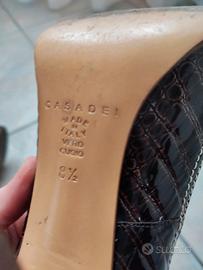 CASADEI
MADE
IN
ITALY
VERO
CUOIO
8½
subito